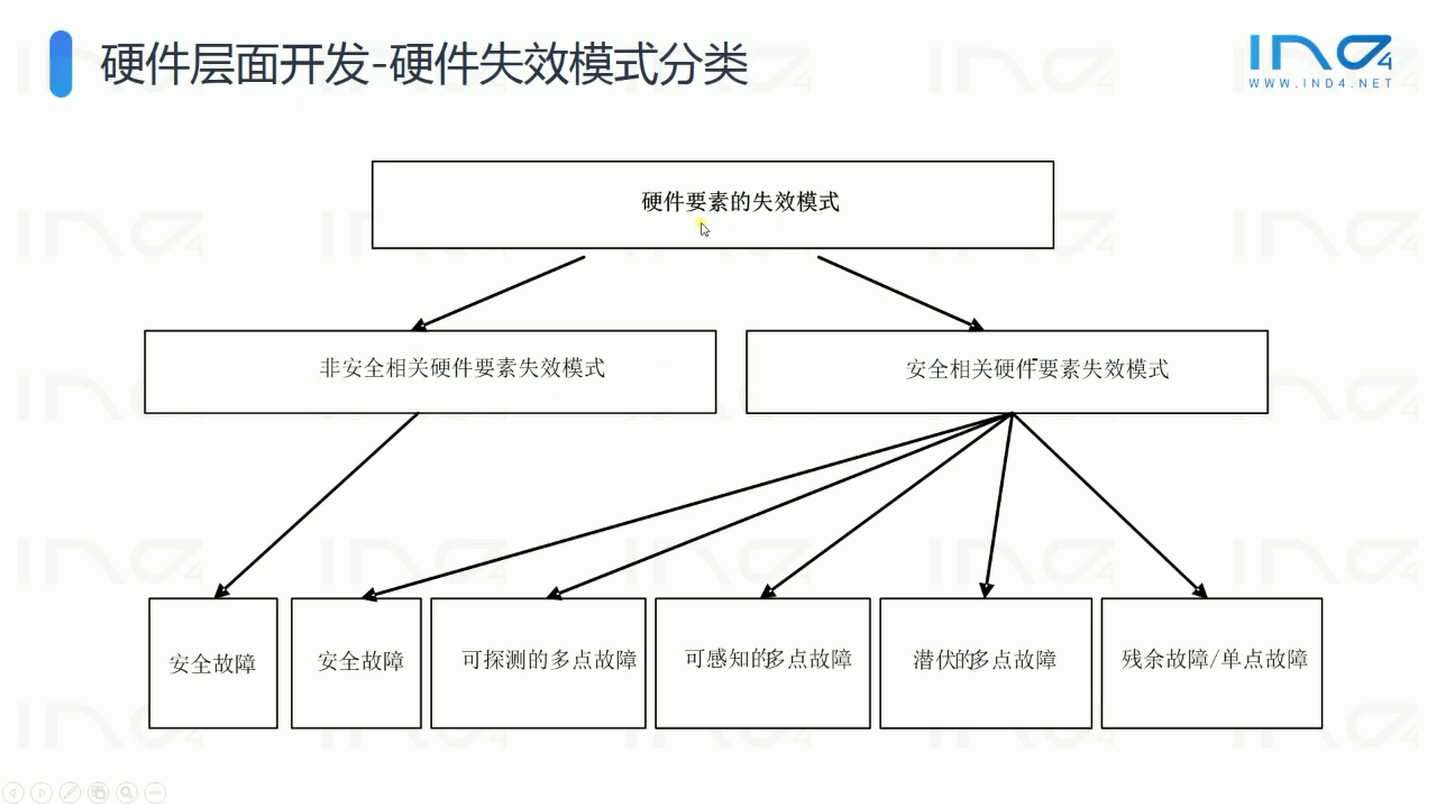 硬件层面开发-硬件失效模式分类
IND4
WWW.IND4.NET
硬件要素的失效模式
非安全相关硬件要素失效模式
安全相关硬件要素失效模式
安全故障
安全故障
可探测的多点故障
可感知的多点故障
潜伏的多点故障
残余故障/单点故障